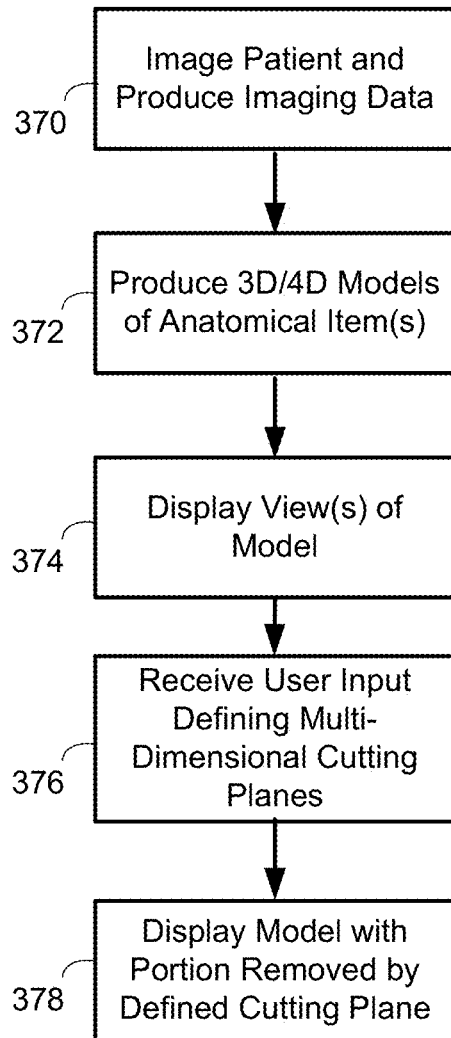 Image Patient and
Produce Imaging Data
370
Produce 3D/4D Models
of Anatomical Item(s)
372
Display View(s) of
Model
374
Receive User Input
Defining Multi-
Dimensional Cutting
Planes
376
Display Model with
Portion Removed by
Defined Cutting Plane
378